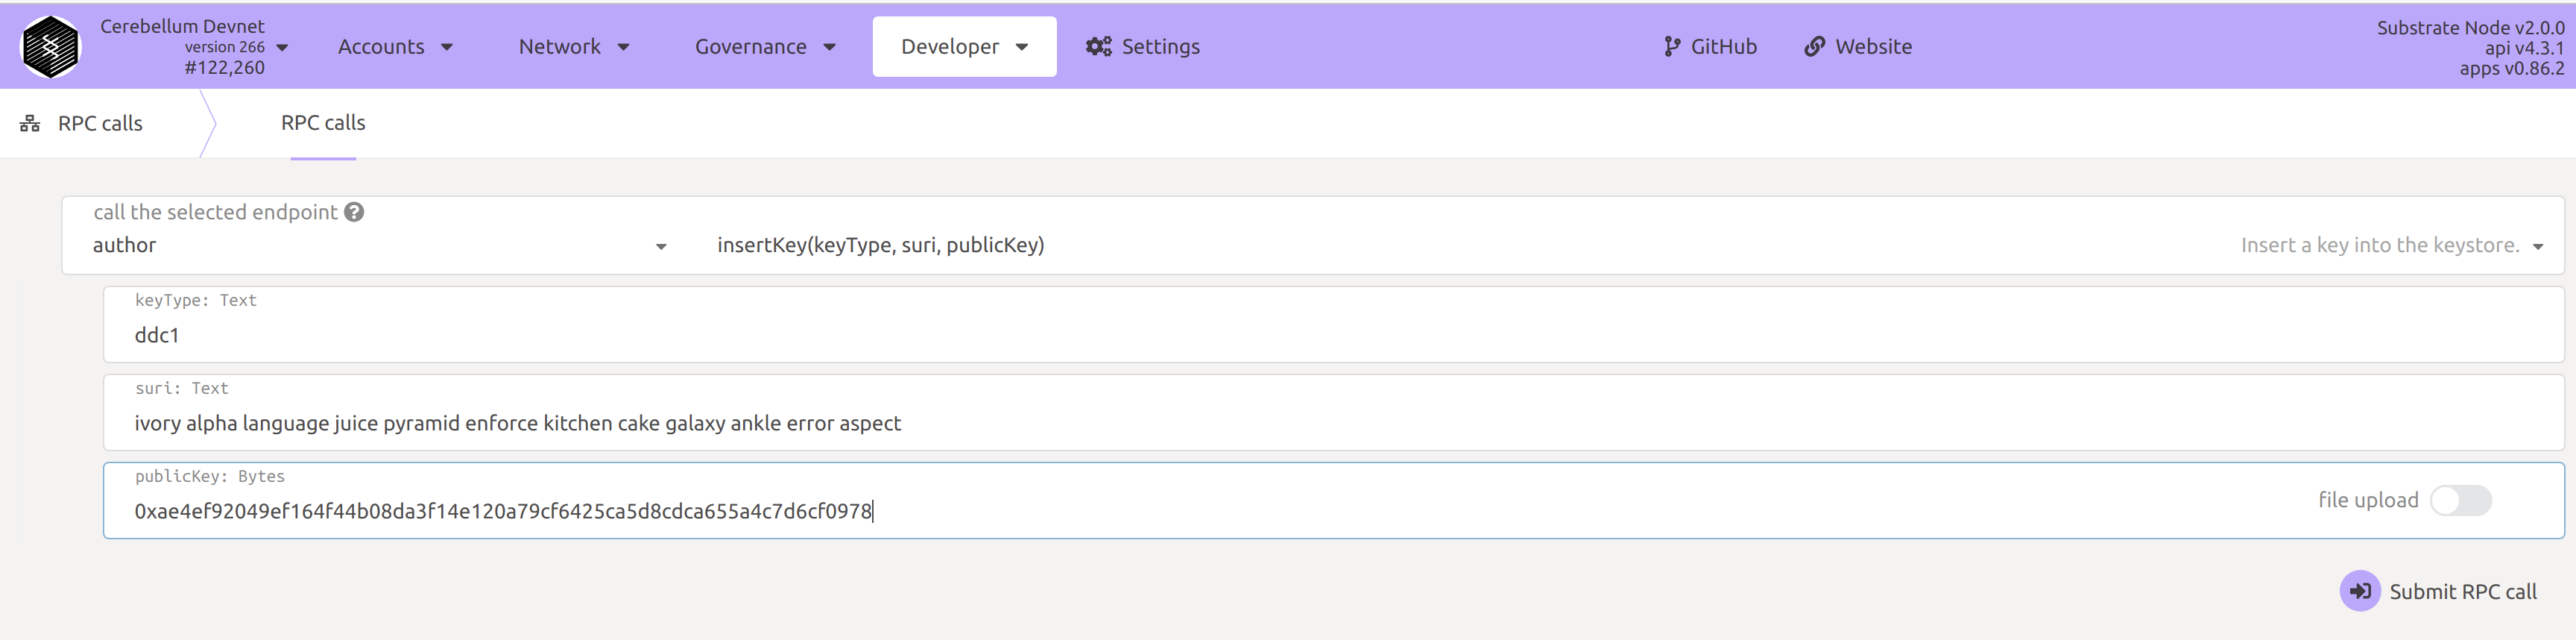 Cerebellum Devnet
version 266
#122,260
Accounts
Network
Governance
Developer
Settings
GitHub
Website
Substrate Node v2.0.0
api v4.3.1
apps v0.86.2
RPC calls
RPC calls
call the selected endpoint
author
insertKey(keyType, suri, publicKey)
Insert a key into the keystore.
keyType: Text
ddc1
suri: Text
ivory alpha language juice pyramid enforce kitchen cake galaxy ankle error aspect
publicKey: Bytes
0xae4ef92049ef164f44b08da3f14e120a79cf6425ca5d8cdca655a4c7d6cf0978
file upload
Submit RPC call